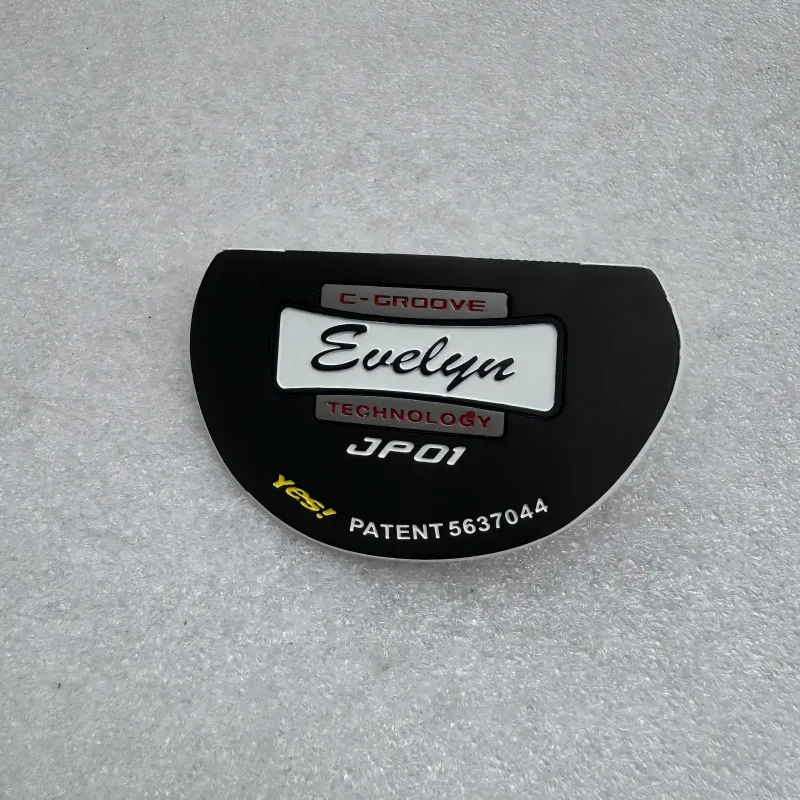 C-GROOVE
Evelyn
TECHNOLOGY
JP01
Yes!
PATENT 5637044